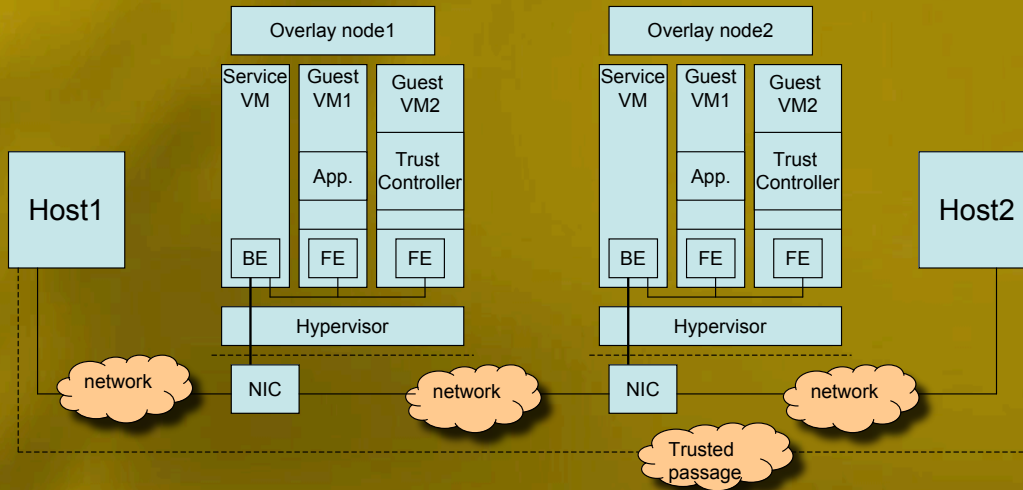 Overlay node1
Overlay node2
Service
VM
Guest
VM1
Guest
VM2
Service
VM
Guest
VM1
Guest
VM2
Host1
App.
Trust
Controller
App.
Trust
Controller
Host2
BE
FE
FE
BE
FE
FE
Hypervisor
Hypervisor
network
NIC
network
NIC
network
Trusted
passage